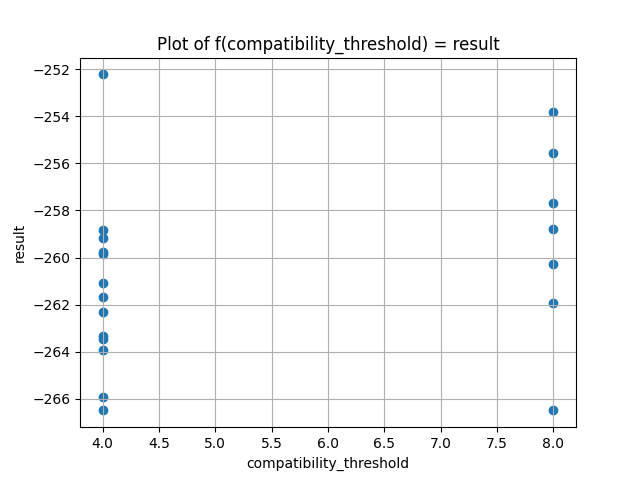 Plot of f(compatibility_threshold) = result
−252
−254
−256
−258
−260
−262
−264
−266
result
4.0 4.5 5.0 5.5 6.0 6.5 7.0 7.5 8.0
compatibility_threshold